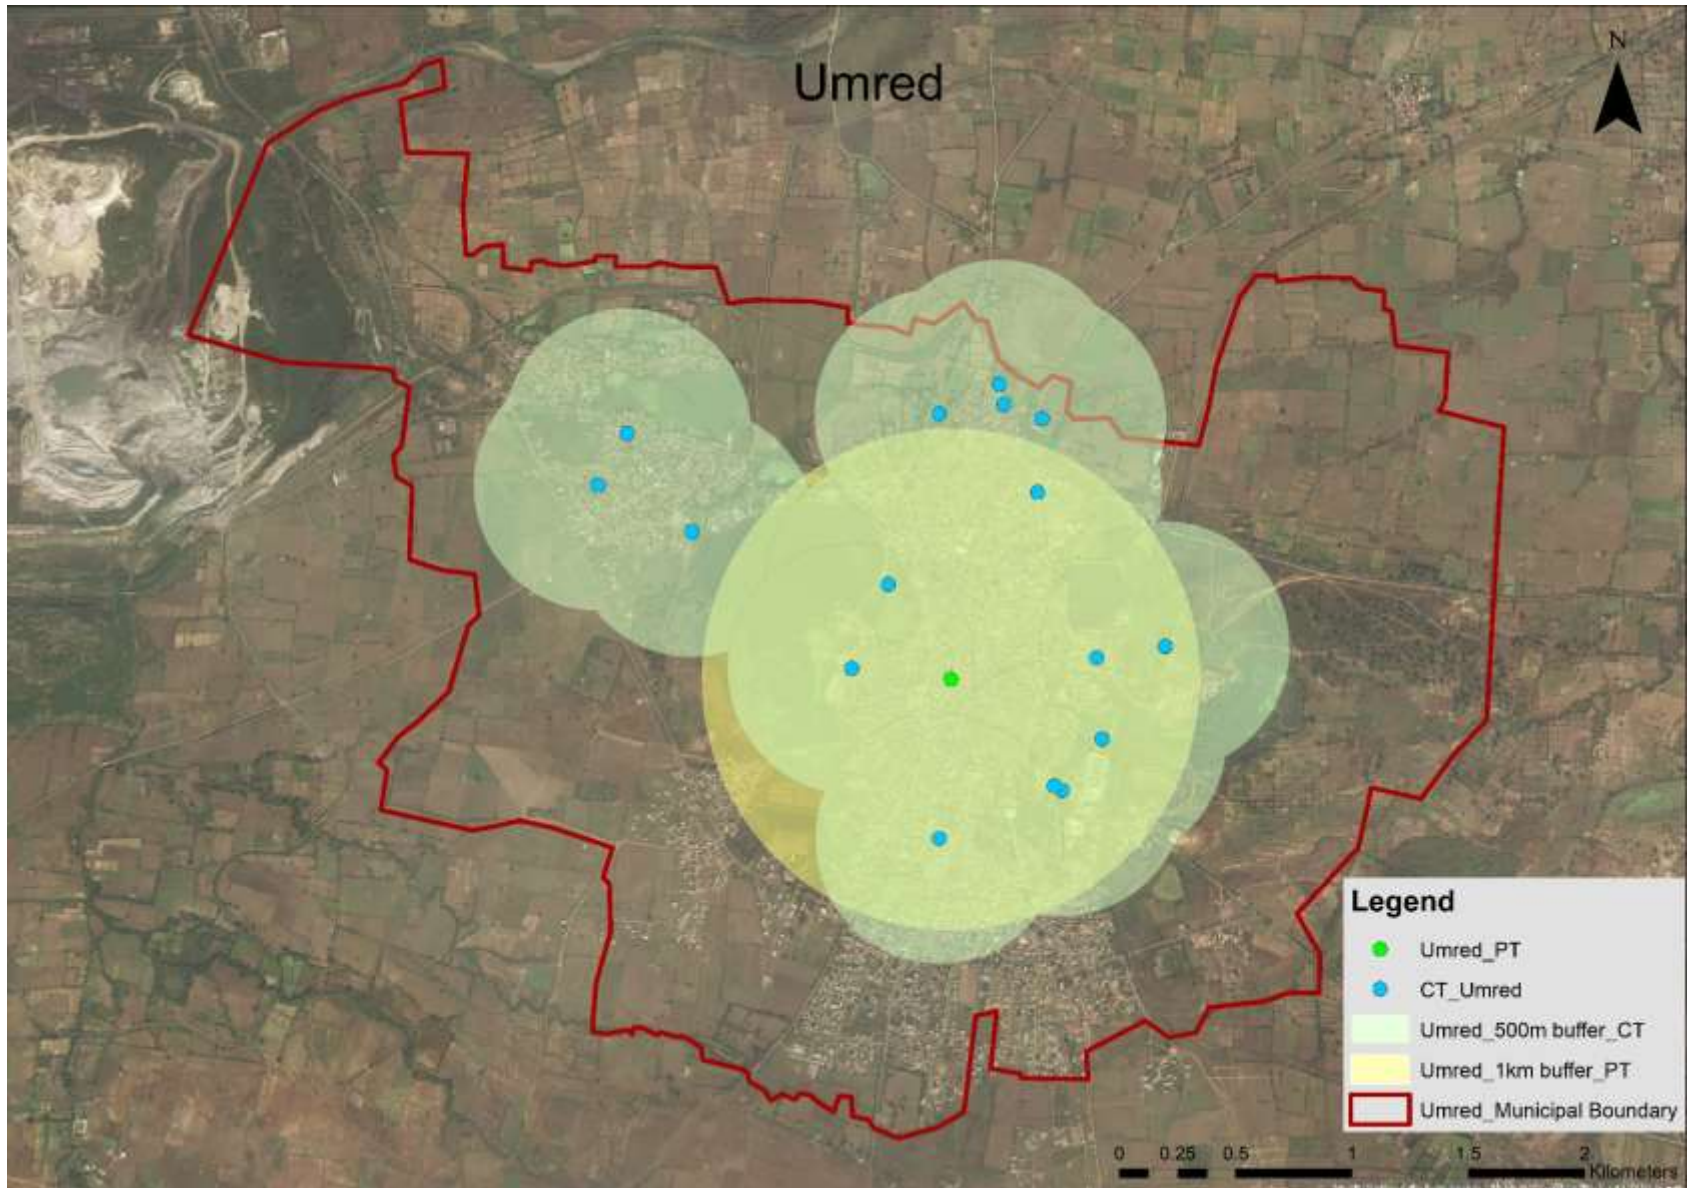 Umred
N
Legend
Umred_PT
CT_Umred
Umred_500m buffer_CT
Umred_1km buffer_PT
Umred_Municipal Boundary
0 0.25 0.5 1 1.5 2
Kilometers